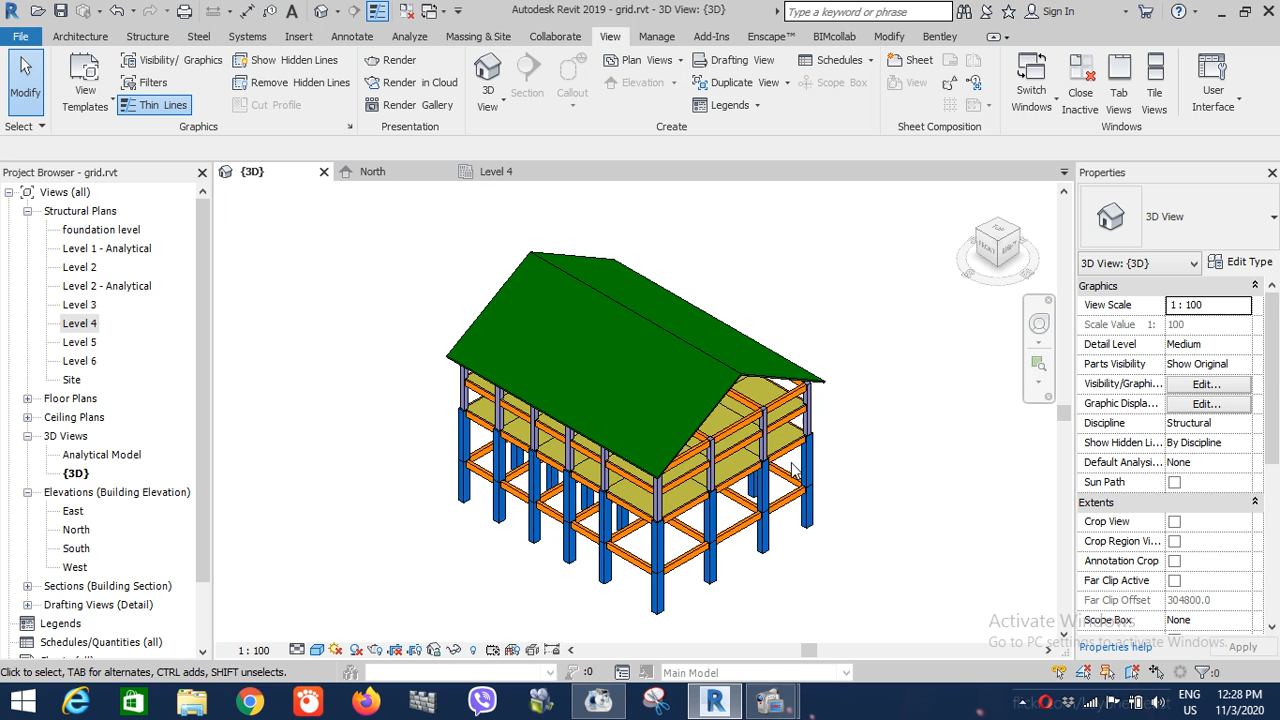 Autodesk Revit 2019 - grid.rvt - 3D View: {3D}
Type a keyword or phrase
Sign In
File Architecture Structure Steel Systems Insert Annotate Analyze Massing & Site Collaborate View Manage Add-Ins Enscape™ BIMcollab Modify Bentley
Modify
Select
View
Templates
Visibility/ Graphics
Filters
Thin Lines
Show Hidden Lines
Remove Hidden Lines
Cut Profile
Graphics
Render
Render in Cloud
Render Gallery
Presentation
3D
View
Section
Callout
Plan Views
Elevation
Drafting View
Duplicate View
Legends
Schedules
Scope Box
Create
Sheet
View
Sheet Composition
Switch
Windows
Close
Inactive
Tab
Views
Tile
Views
Windows
User
Interface
Project Browser - grid.rvt
Views (all)
Structural Plans
foundation level
Level 1 - Analytical
Level 2
Level 2 - Analytical
Level 3
Level 4
Level 5
Level 6
Site
Floor Plans
Ceiling Plans
3D Views
Analytical Model
{3D}
Elevations (Building Elevation)
East
North
South
West
Sections (Building Section)
Drafting Views (Detail)
Legends
Schedules/Quantities (all)
{3D} North Level 4
FRONT
Properties
3D View
3D View: {3D} Edit Type
Graphics
View Scale 1 : 100
Scale Value 1: 100
Detail Level Medium
Parts Visibility Show Original
Visibility/Graphi... Edit...
Graphic Displa... Edit...
Discipline Structural
Show Hidden Li... By Discipline
Default Analysi... None
Sun Path
Extents
Crop View
Crop Region Vi...
Annotation Crop
Far Clip Active
Far Clip Offset 304800.0
Scope Box None
Properties help Apply
Activate Windows
Go to PC settings to activate Windows.
1 : 100
Click to select, TAB for alternates, CTRL adds, SHIFT unselects.
:0
Main Model
:0
ENG
US
12:28 PM
11/3/2020